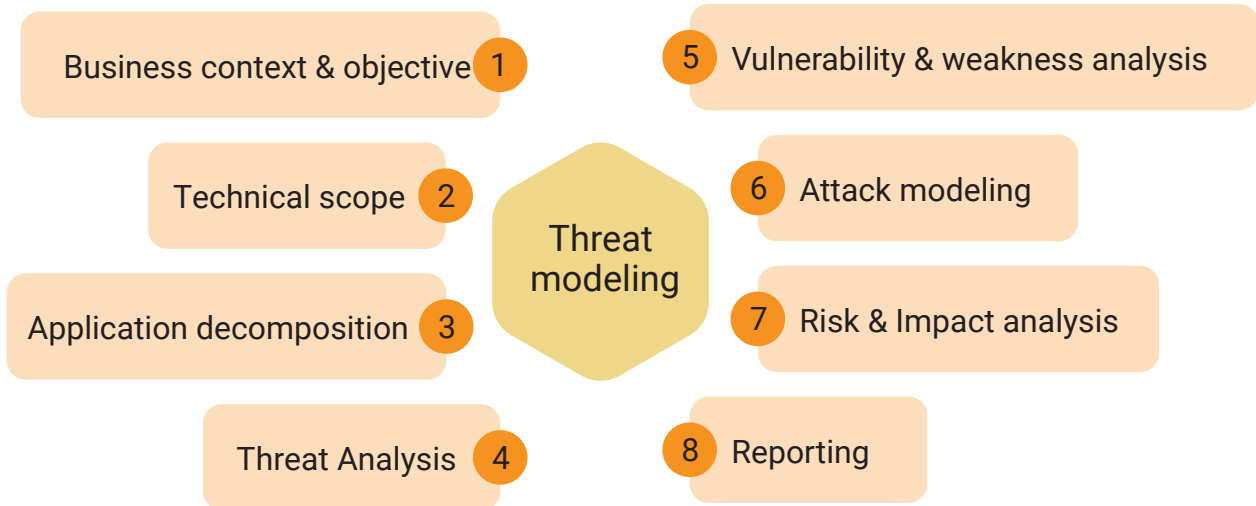 Business context & objective 1
Technical scope 2
Application decomposition 3
Threat Analysis 4
Threat
modeling
5 Vulnerability & weakness analysis
6 Attack modeling
7 Risk & Impact analysis
8 Reporting